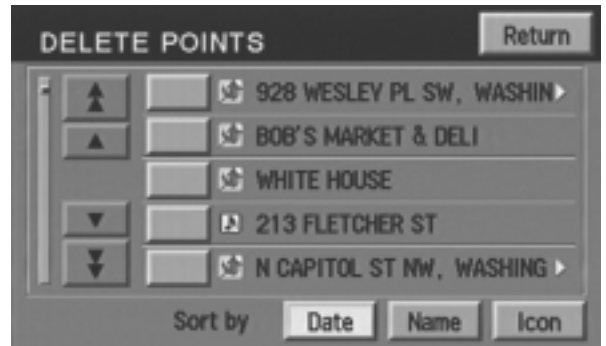 DELETE POINTS
Return
928 WESLEY PL SW, WASHIN
BOB'S MARKET & DELI
WHITE HOUSE
213 FLETCHER ST
N CAPITOL ST NW, WASHING
Sort by Date Name Icon